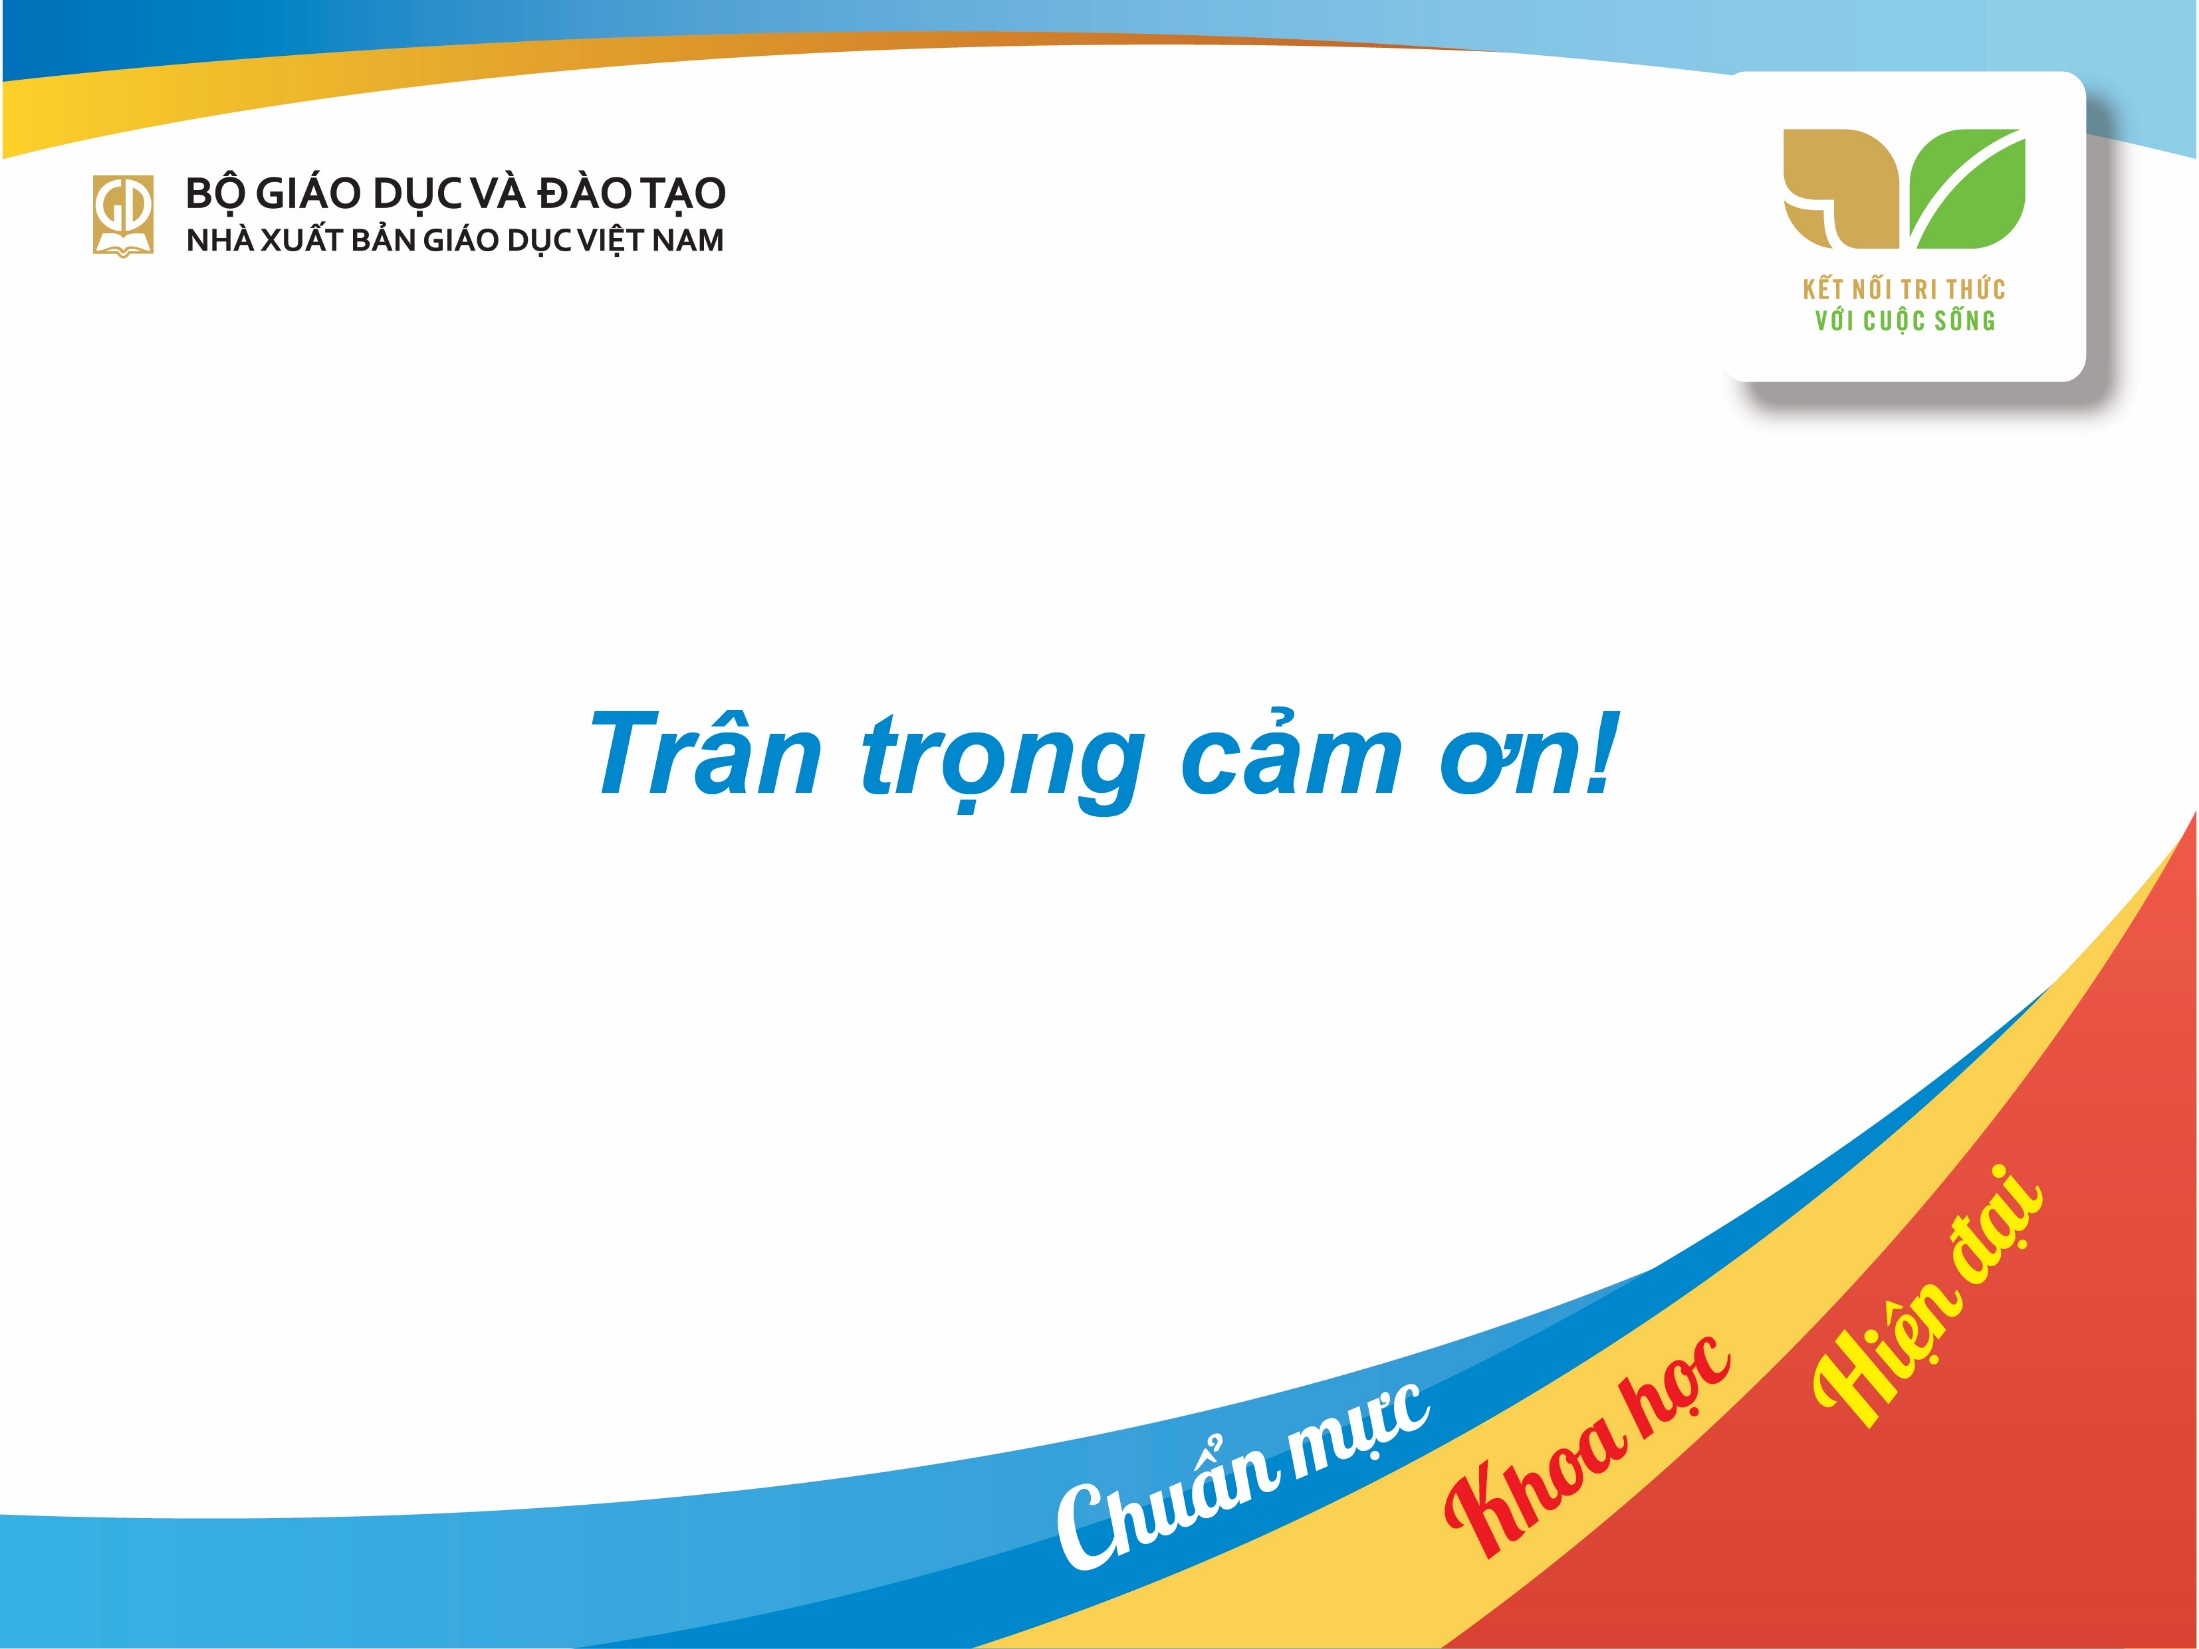 BỘ GIÁO DỤC VÀ ĐÀO TẠO
NHÀ XUẤT BẢN GIÁO DỤC VIỆT NAM
KẾT NỐI TRI THỨC
VỚI CUỘC SỐNG
Trân trọng cảm ơn!
Chuẩn mực
Khoa học
Hiện đại